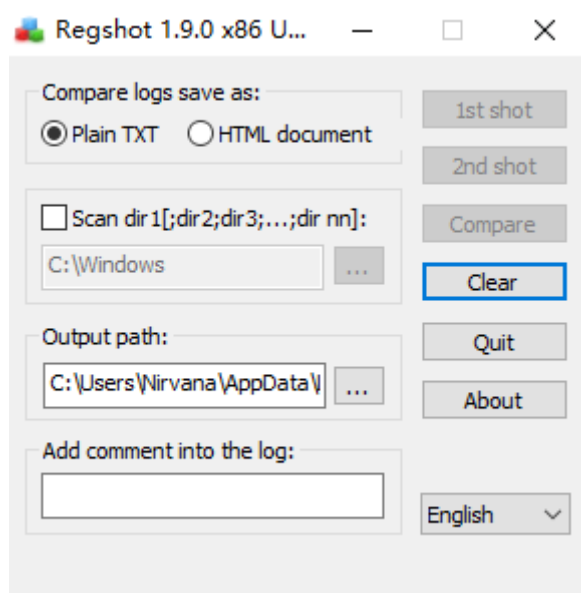 Regshot 1.9.0 x86 U...
Compare logs save as:
Plain TXT HTML document
1st shot
2nd shot
Scan dir1[;dir2;dir3;...;dir nn]:
C:\Windows ...
Compare
Clear
Output path:
C:\Users\Nirvana\AppData\ ...
Quit
About
Add comment into the log:
English